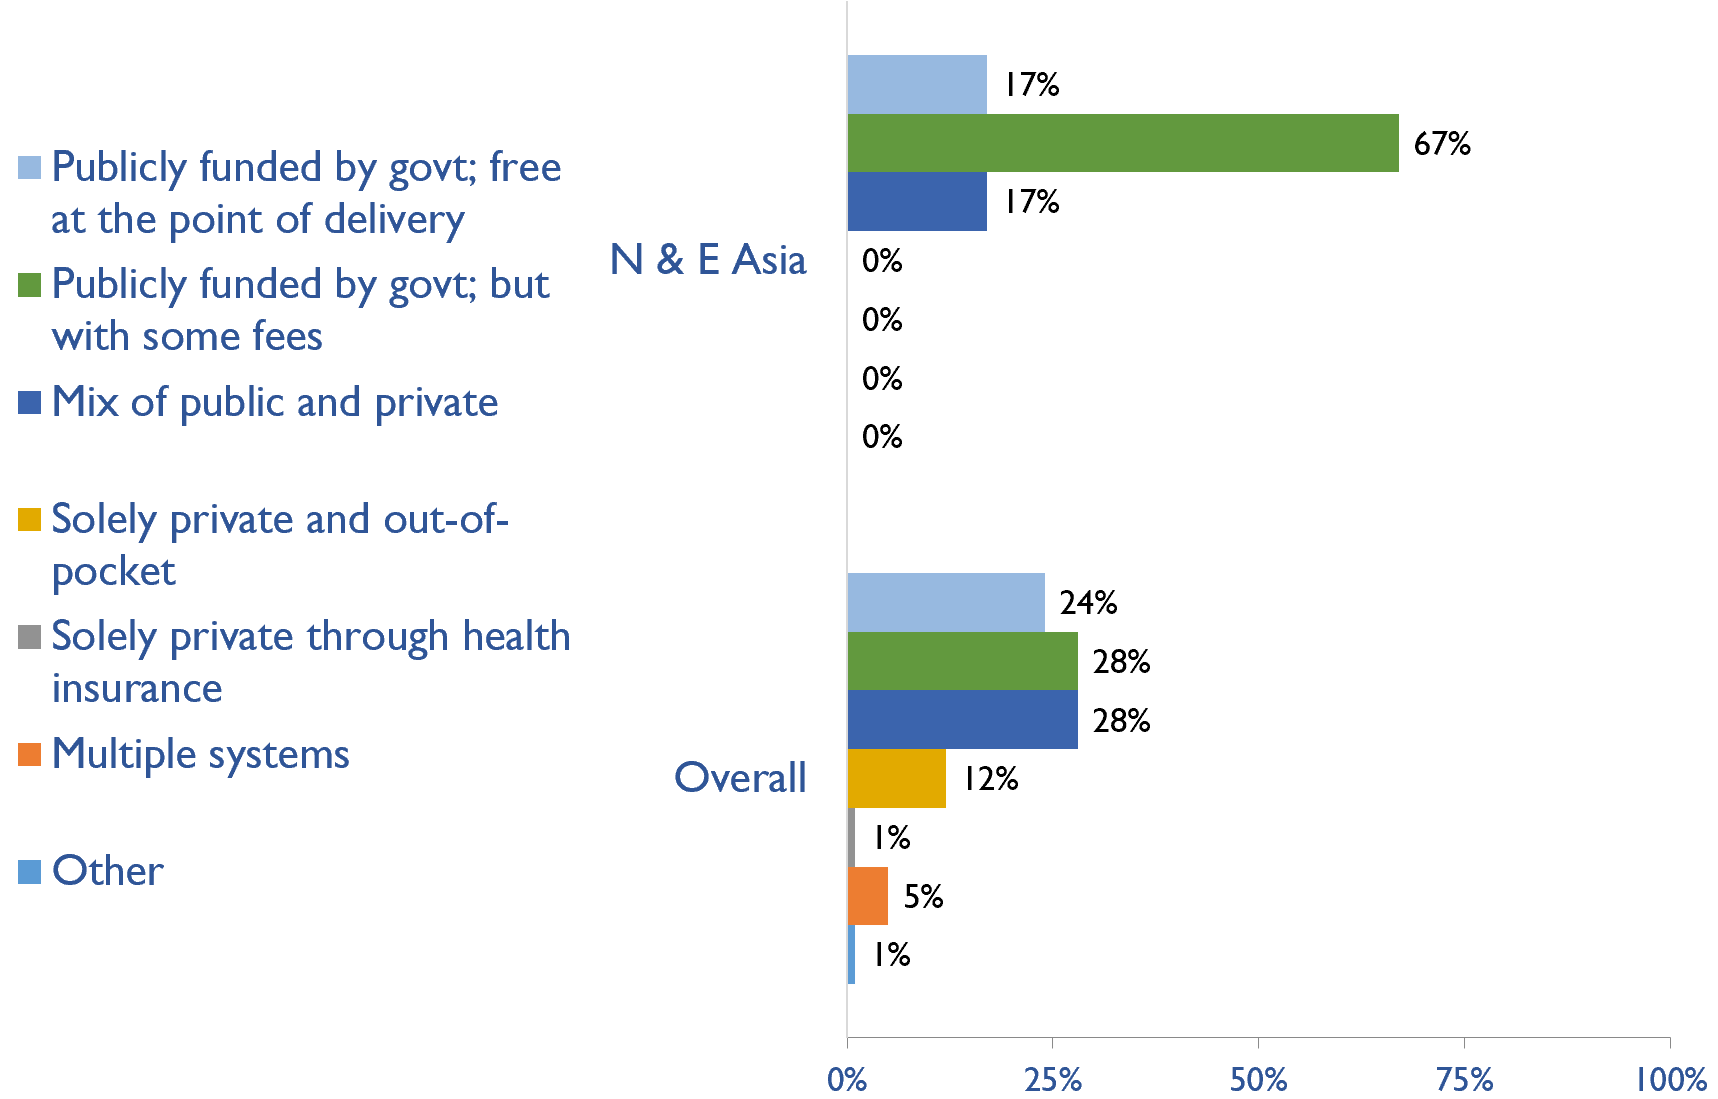 Publicly funded by govt; free
at the point of delivery
Publicly funded by govt; but
with some fees
Mix of public and private
Solely private and out-of-
pocket
Solely private through health
insurance
Multiple systems
Other
N & E Asia
17%
67%
17%
0%
0%
0%
0%
Overall
24%
28%
28%
12%
1%
5%
1%
0% 25% 50% 75% 100%